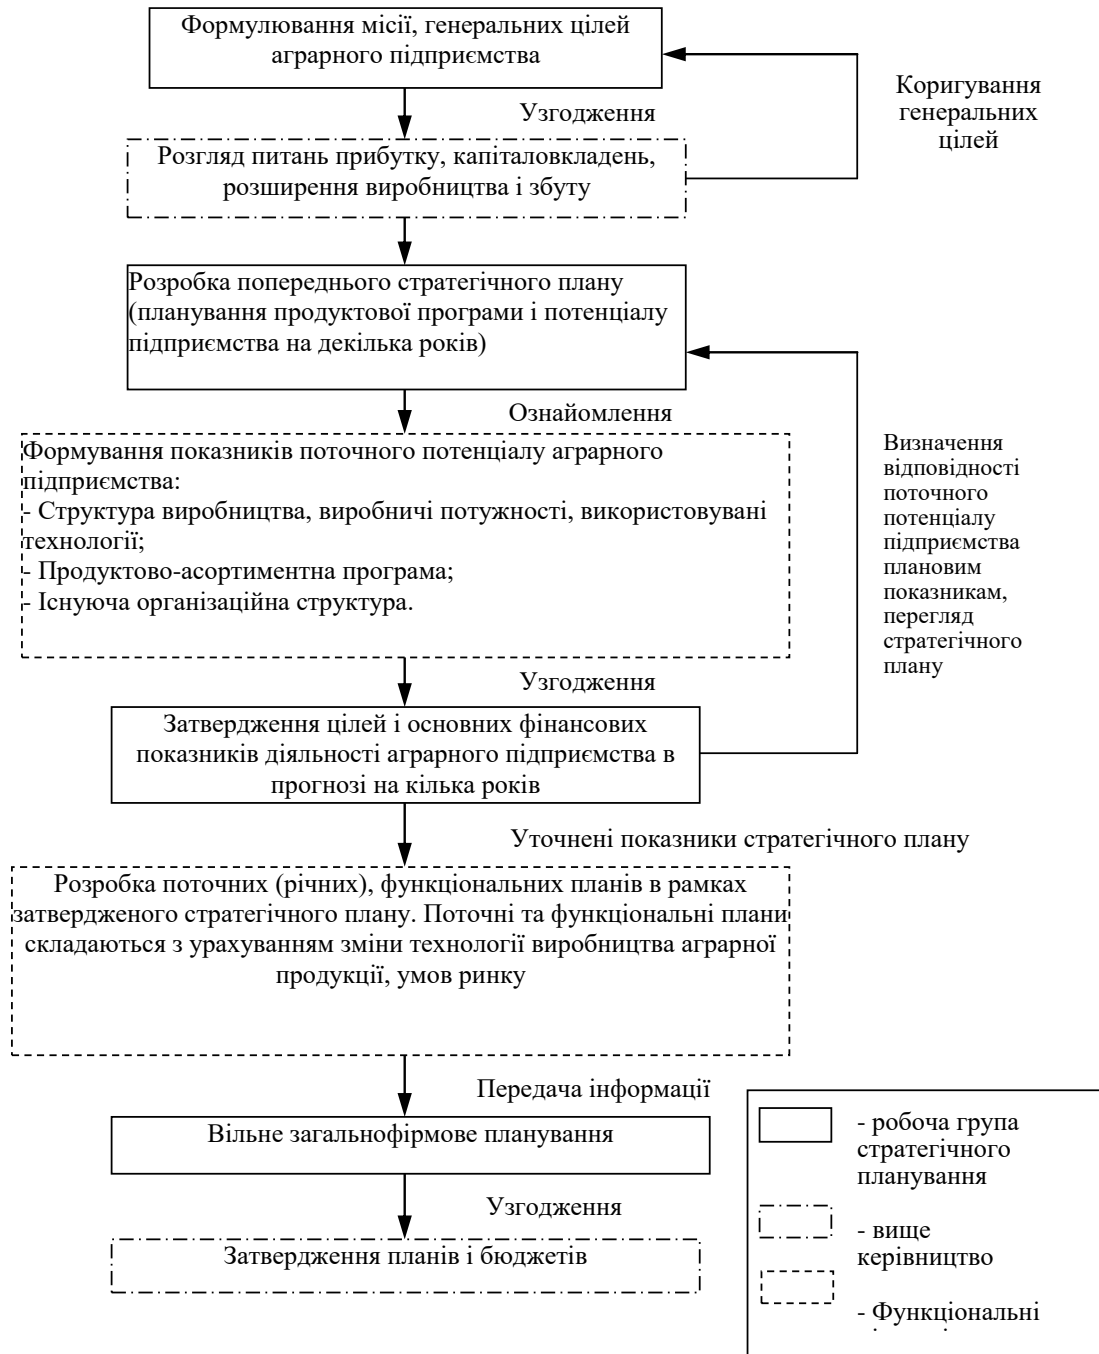 Формулювання місії, генеральних цілей
аграрного підприємства
Коригування
генеральних
цілей
Узгодження
Розгляд питань прибутку, капіталовкладень,
розширення виробництва і збуту
Розробка попереднього стратегічного плану
(планування продуктової програми і потенціалу
підприємства на декілька років)
Ознайомлення
Формування показників поточного потенціалу аграрного
підприємства:
- Структура виробництва, виробничі потужності, використовувані
технології;
- Продуктово-асортиментна програма;
- Існуюча організаційна структура.
Визначення
відповідності
поточного
потенціалу
підприємства
плановим
показникам,
перегляд
стратегічного
плану
Узгодження
Затвердження цілей і основних фінансових
показників діяльності аграрного підприємства в
прогнозі на кілька років
Уточнені показники стратегічного плану
Розробка поточних (річних), функціональних планів в рамках
затвердженого стратегічного плану. Поточні та функціональні плани
складаються з урахуванням зміни технології виробництва аграрної
продукції, умов ринку
Передача інформації
Вільне загальнофірмове планування
Узгодження
Затвердження планів і бюджетів
- робоча група
стратегічного
планування
- вище
керівництво
- Функціональні